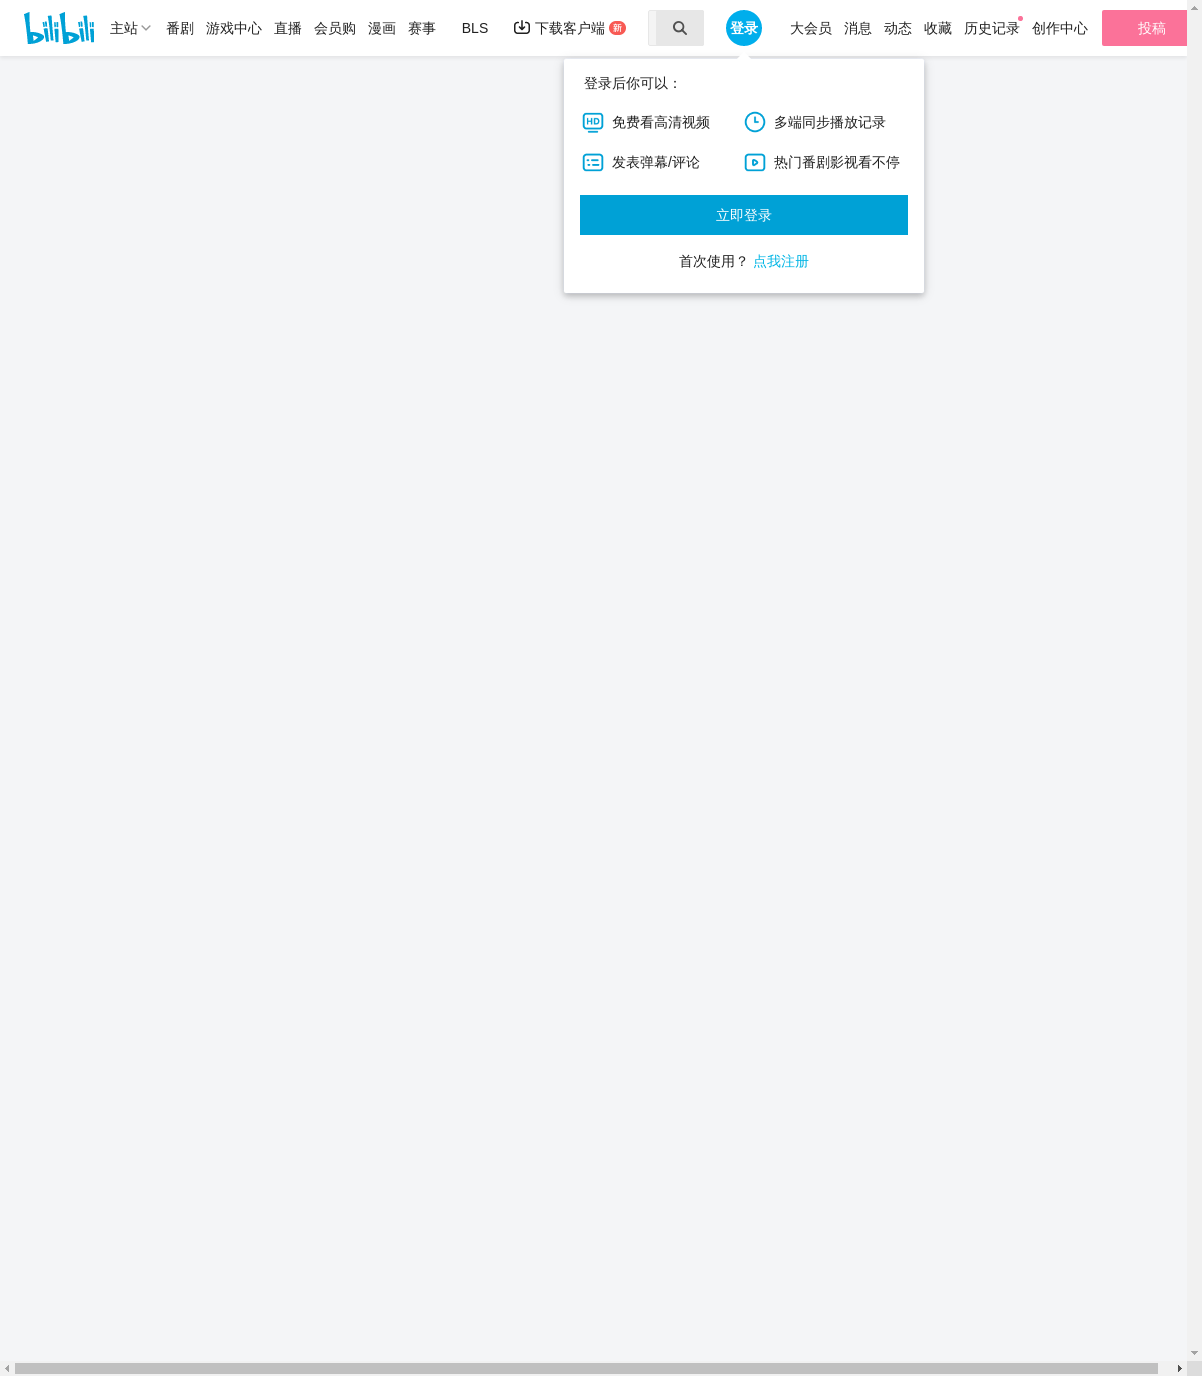 bilibili 主站 番剧 游戏中心 直播 会员购 漫画 赛事 BLS 下载客户端 新 登录 大会员 消息 动态 收藏 历史记录 创作中心 投稿
登录后你可以：
HD 免费看高清视频 多端同步播放记录
发表弹幕/评论 热门番剧影视看不停
立即登录
首次使用？ 点我注册